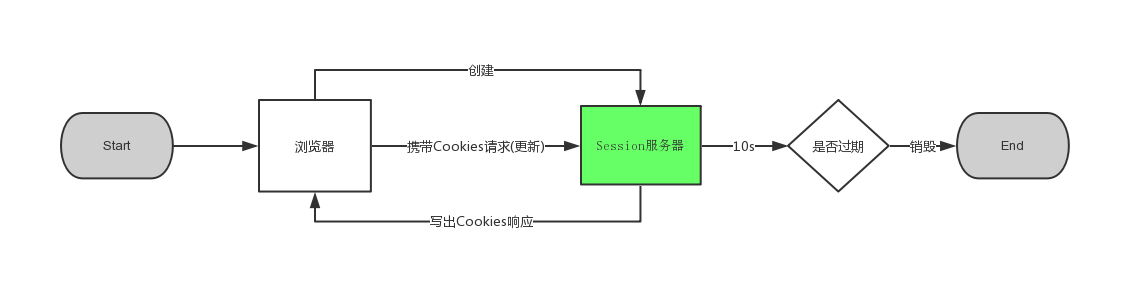 创建
Start
浏览器
携带Cookies请求(更新)
Session服务器
10s
是否过期
销毁
End
写出Cookies响应